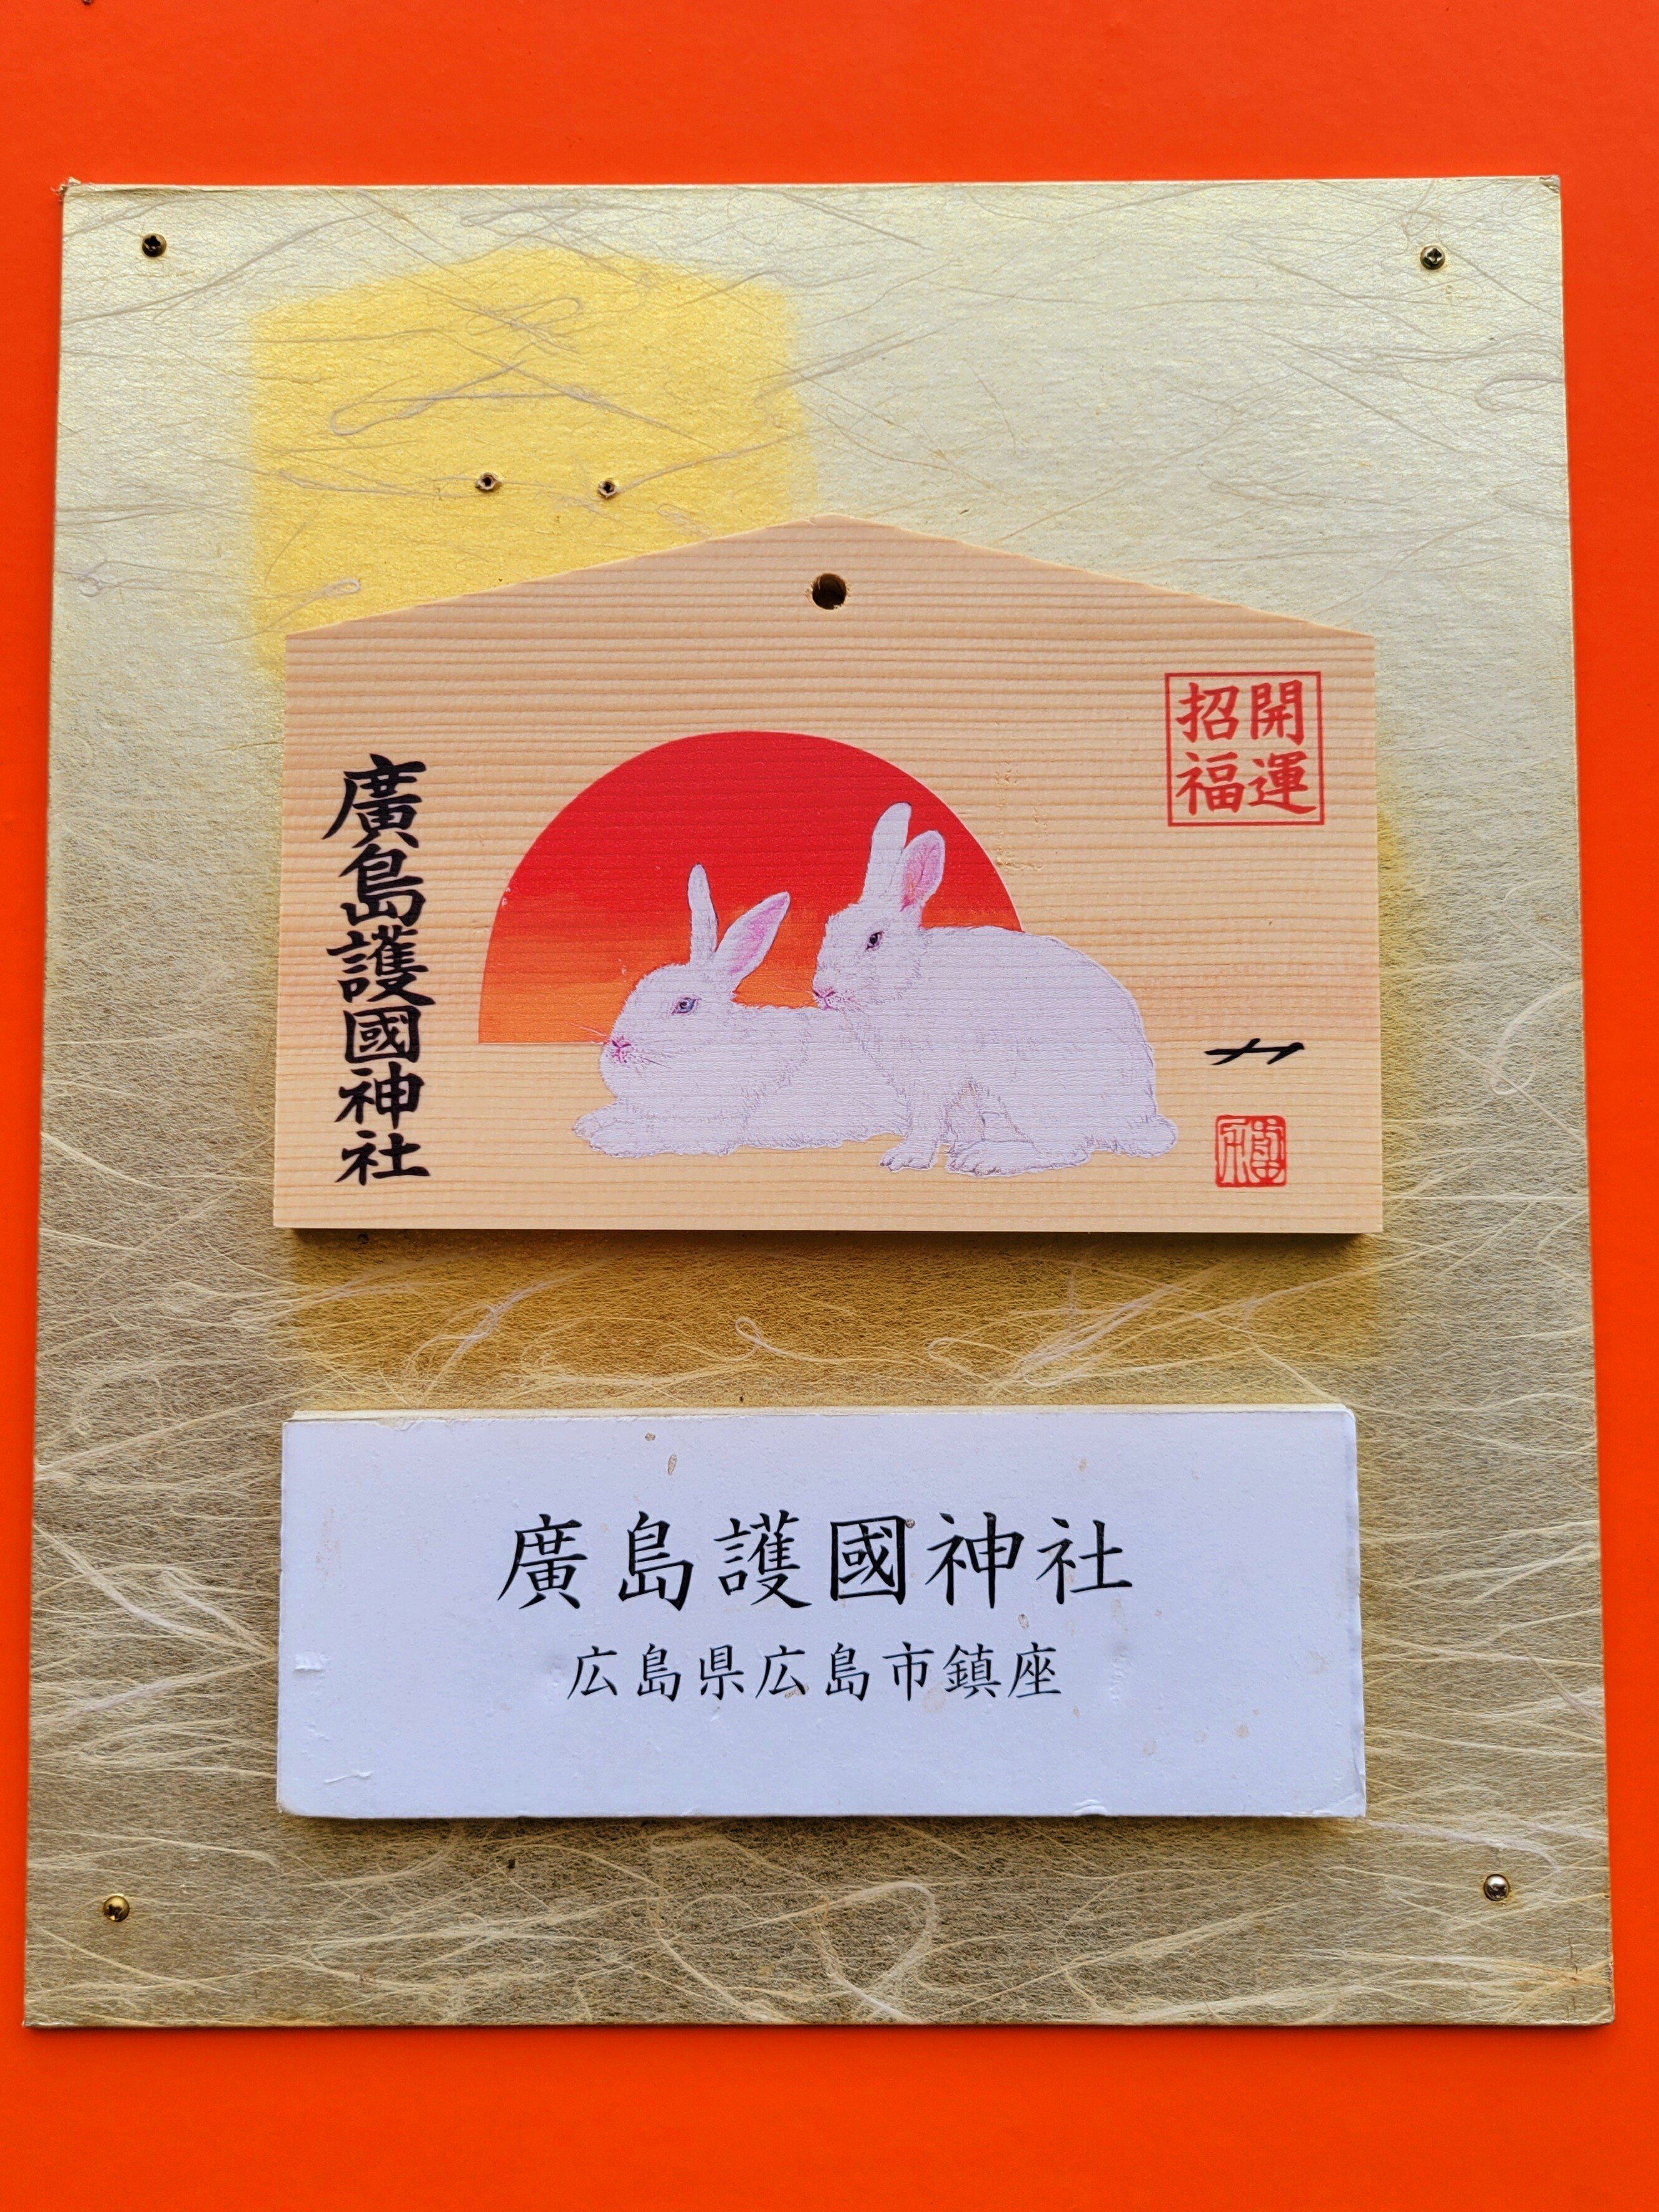 開運
招福
廣島護國神社
廣島護國神社
広島県広島市鎮座